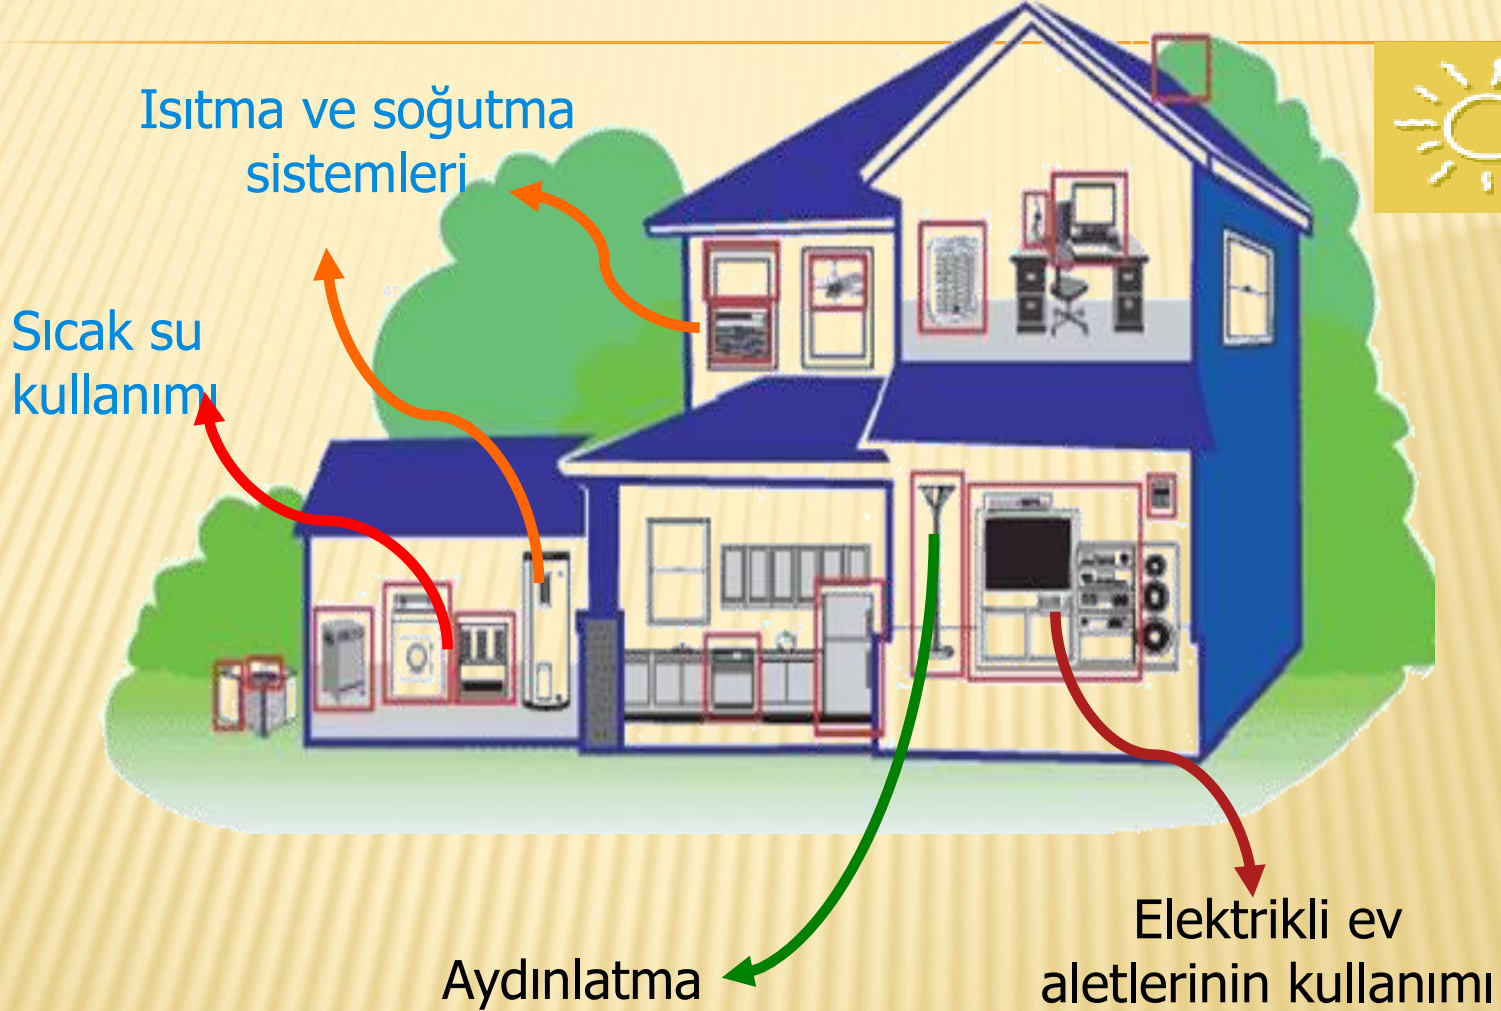 Isıtma ve soğutma
sistemleri
Sıcak su
kullanımı
Elektrikli ev
aletlerinin kullanımı
Aydınlatma